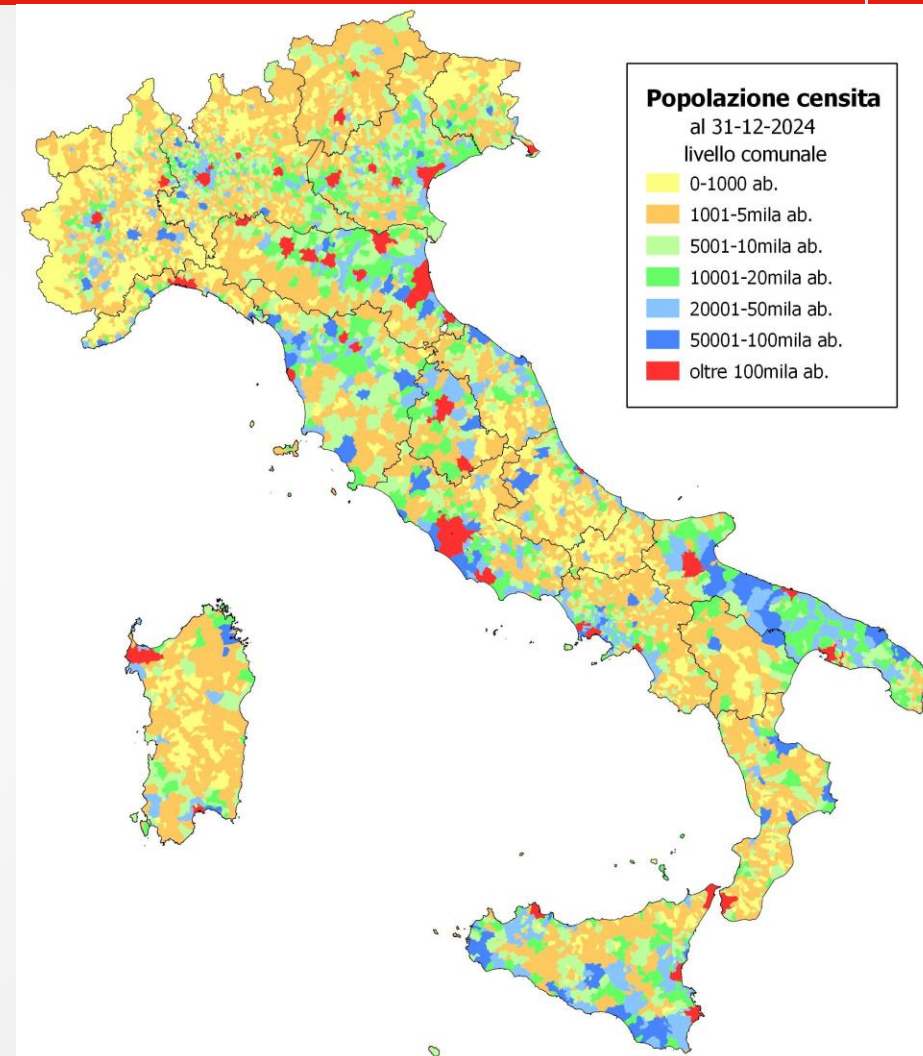 Popolazione censita
al 31-12-2024
livello comunale
0-1000 ab.
1001-5mila ab.
5001-10mila ab.
10001-20mila ab.
20001-50mila ab.
50001-100mila ab.
oltre 100mila ab.